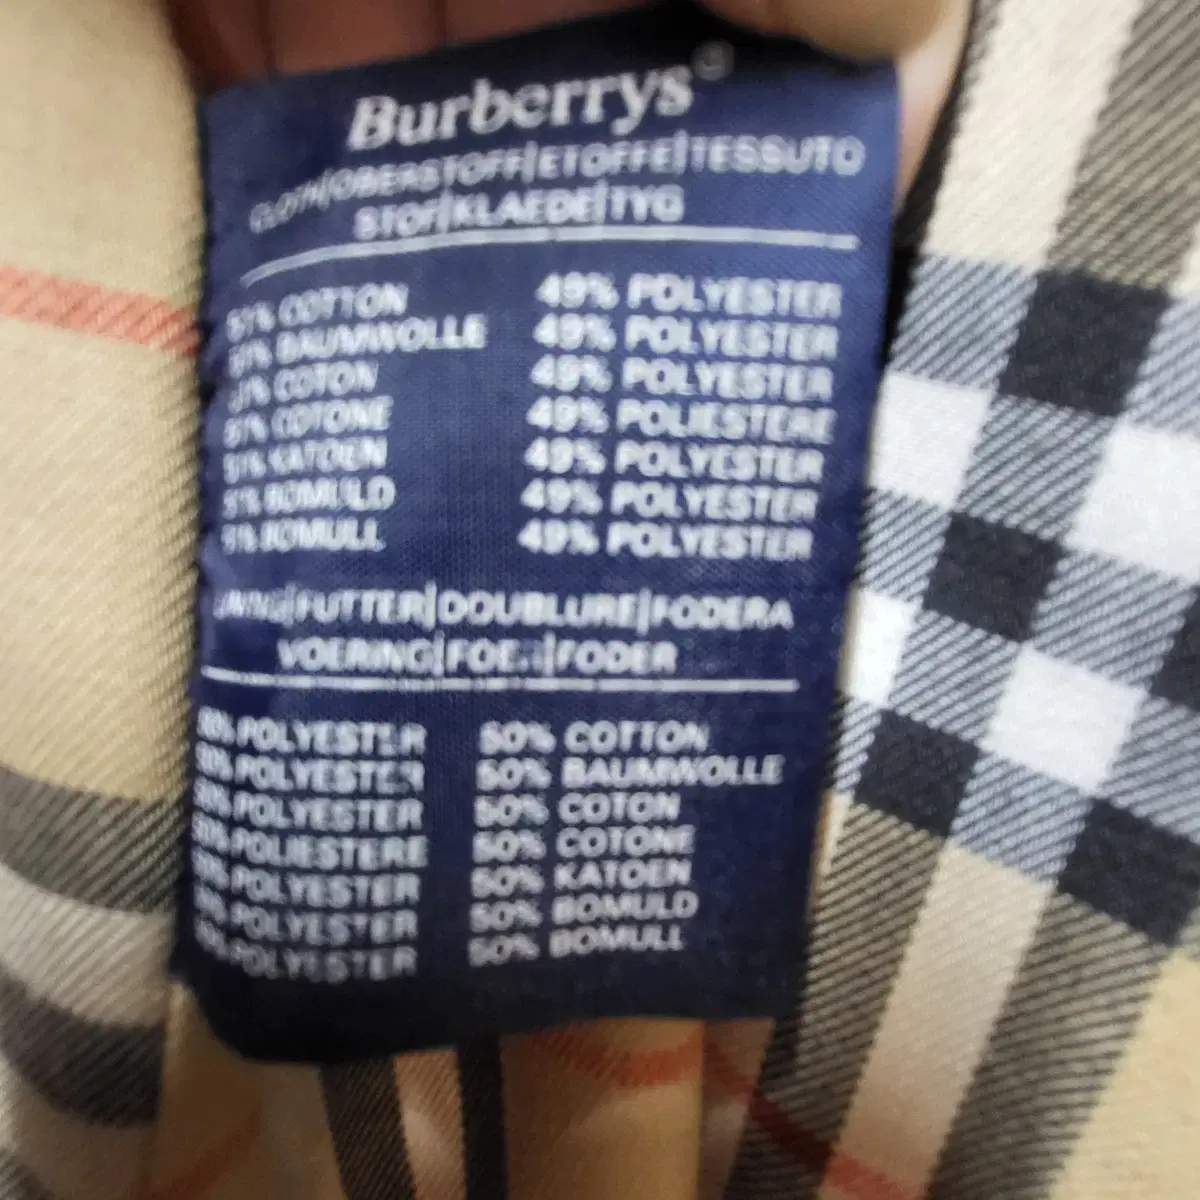 Burberrys®
CLOTH|OBERSTOFF|ETOFFE|TESSUTO
STOF|KLAEDE|TYG
51% COTTON 49% POLYESTER
51% BAUMWOLLE 49% POLYESTER
51% COTON 49% POLYESTER
51% COTONE 49% POLIESTERE
51% KATOEN 49% POLYESTER
51% BOMULD 49% POLYESTER
51% BOMULL 49% POLYESTER
LINING|FUTTER|DOUBLURE|FODERA
VOERING|FOER|FODER
50% POLYESTER 50% COTTON
50% POLYESTER 50% BAUMWOLLE
50% POLYESTER 50% COTON
50% POLIESTERE 50% COTONE
50% POLYESTER 50% KATOEN
50% POLYESTER 50% BOMULD
50% POLYESTER 50% BOMULL